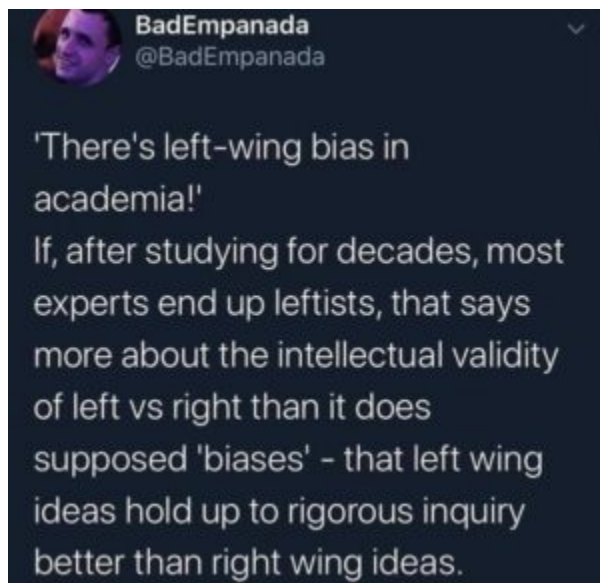 BadEmpanada
@BadEmpanada
'There's left-wing bias in
academia!'
If, after studying for decades, most
experts end up leftists, that says
more about the intellectual validity
of left vs right than it does
supposed 'biases' - that left wing
ideas hold up to rigorous inquiry
better than right wing ideas.